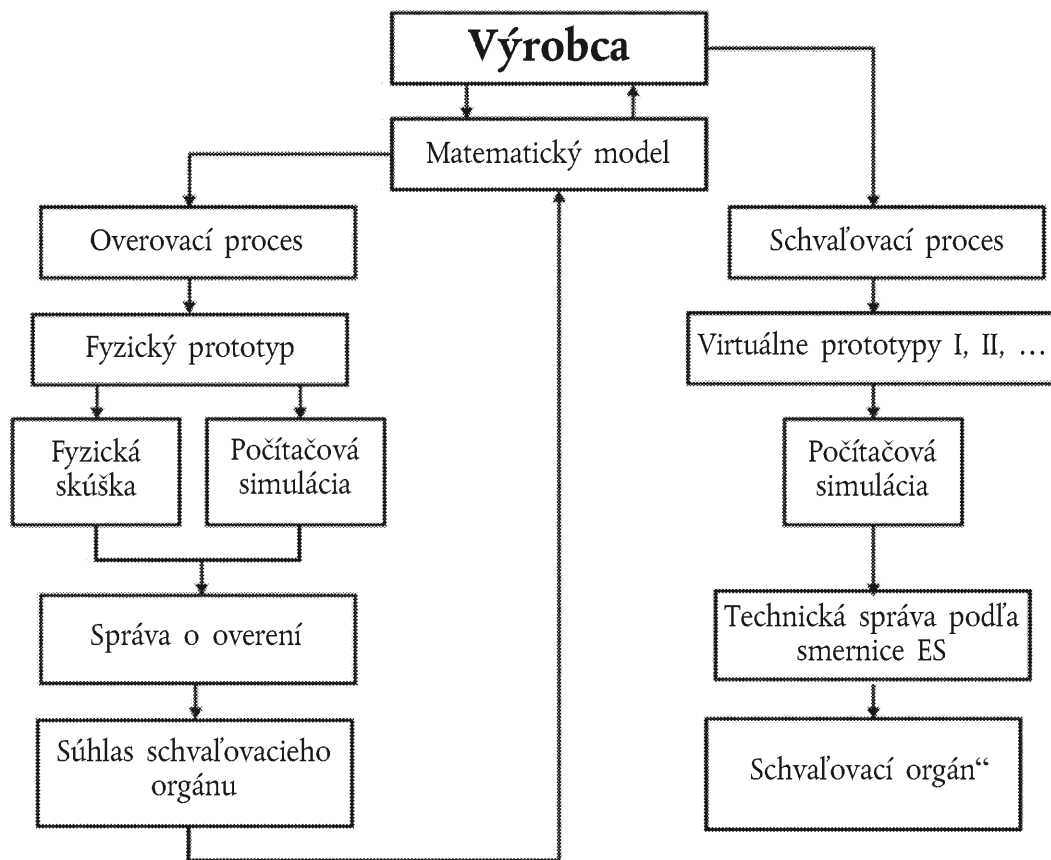 Výrobca
Matematický model
Overovací proces
Fyzický prototyp
Fyzická
skúška
Počítačová
simulácia
Správa o overení
Súhlas schvaľovacieho
orgánu
Schvaľovací proces
Virtuálne prototypy I, II, …
Počítačová
simulácia
Technická správa podľa
smernice ES
Schvaľovací orgán“